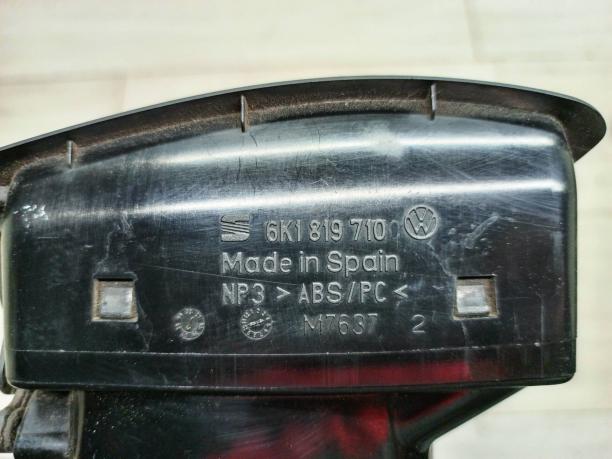 6K1 819 710
Made in Spain
NP3 > ABS/PC <
M7637 2